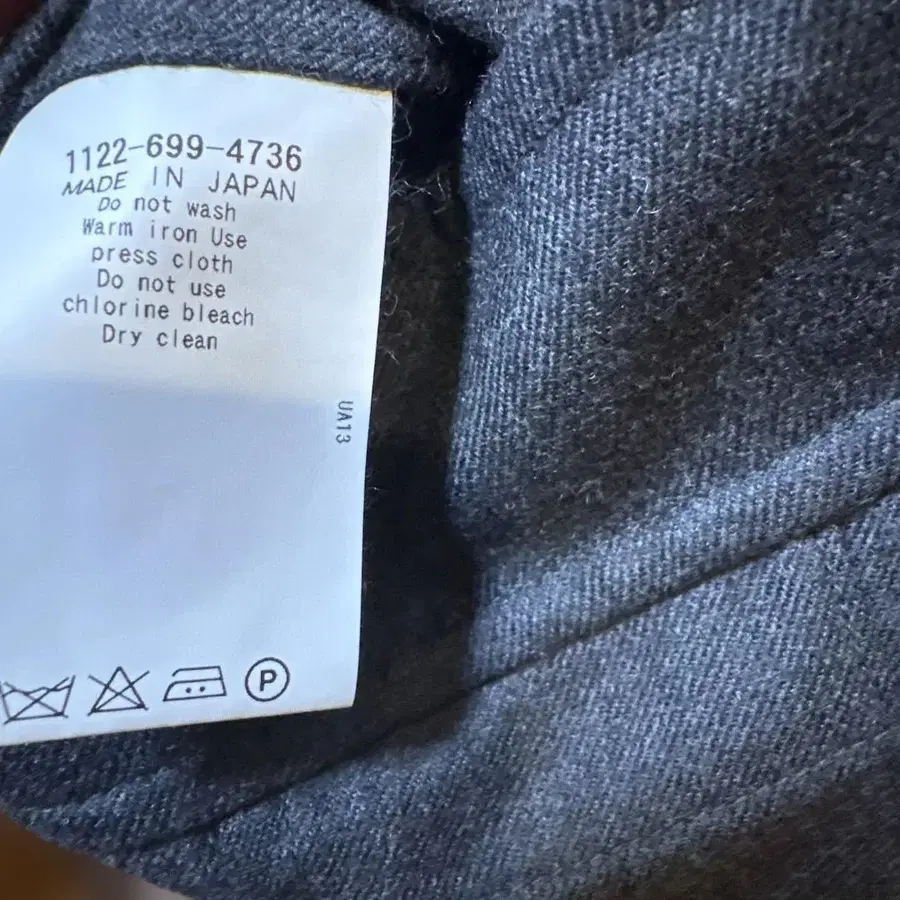 1122-699-4736
MADE IN JAPAN
Do not wash
Warm iron Use
press cloth
Do not use
chlorine bleach
Dry clean
UA13
P